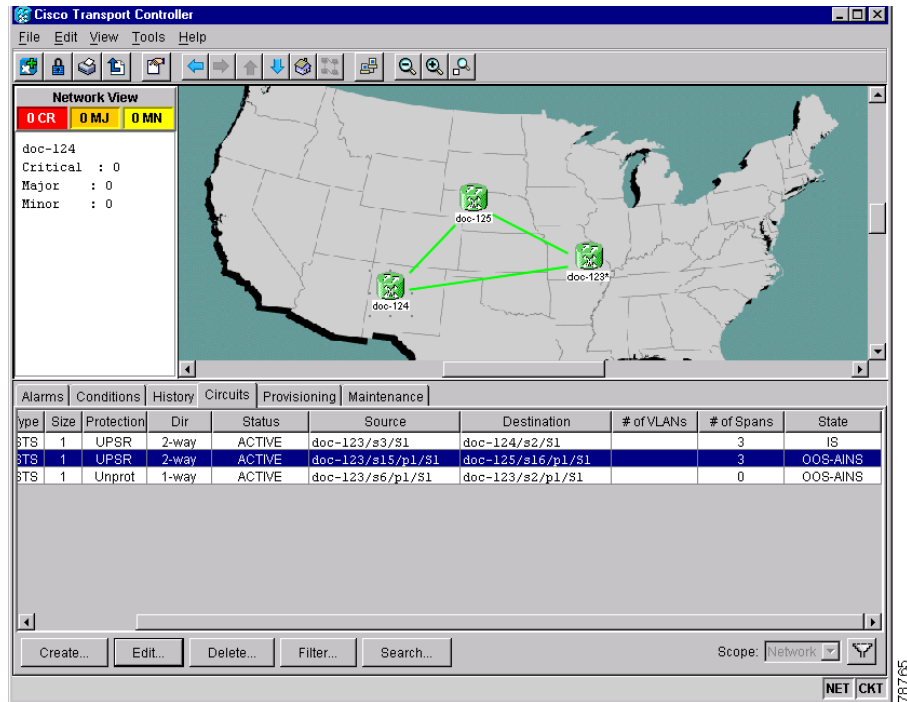 Cisco Transport Controller
File Edit View Tools Help
Network View
0 CR 0 MJ 0 MN
doc-124
Critical : 0
Major : 0
Minor : 0
doc-125
doc-123*
doc-124
Alarms Conditions History Circuits Provisioning Maintenance
ype Size Protection Dir Status Source Destination # of VLANs # of Spans State
STS 1 UPSR 2-way ACTIVE doc-123/s3/S1 doc-124/s2/S1 3 IS
STS 1 UPSR 2-way ACTIVE doc-123/s15/p1/S1 doc-125/s16/p1/S1 3 OOS-AINS
STS 1 Unprot 1-way ACTIVE doc-123/s6/p1/S1 doc-123/s2/p1/S1 0 OOS-AINS
Create... Edit... Delete... Filter... Search... Scope: Network
NET CKT
78765